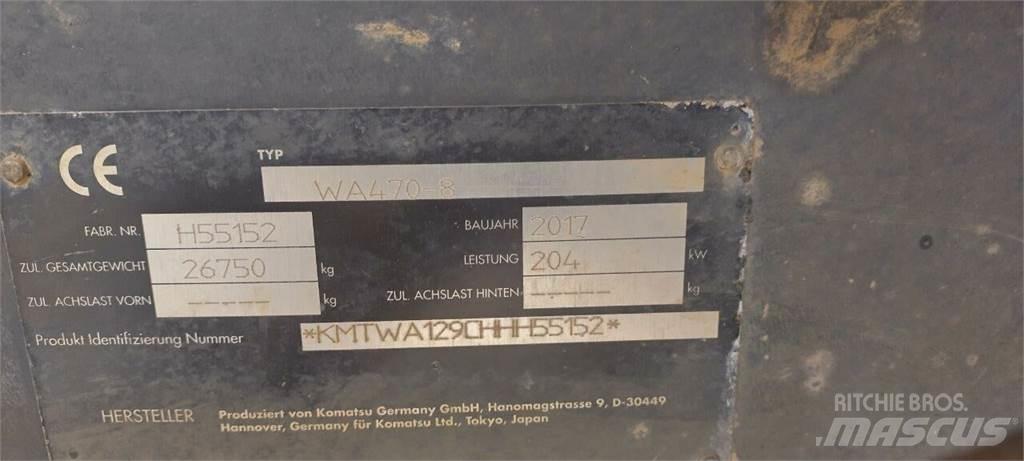 CE
TYP
WA470-8
FABR. NR. H55152 BAUJAHR 2017
ZUL. GESAMTGEWICHT 26750 kg LEISTUNG 204 kW
ZUL. ACHSLAST VORN ----- kg ZUL. ACHSLAST HINTEN ----- kg
Produkt Identifizierung Nummer *KMTWA129CHHH55152*
HERSTELLER Produziert von Komatsu Germany GmbH, Hanomagstrasse 9, D-30449
Hannover, Germany für Komatsu Ltd., Tokyo, Japan
RITCHIE BROS.
MASCUS